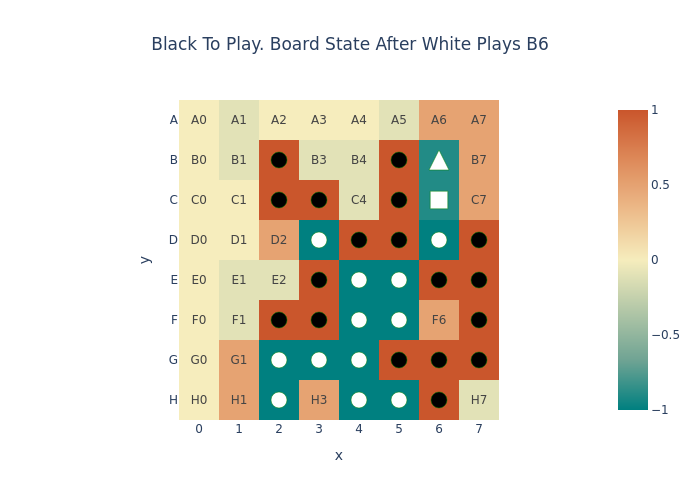 Black To Play. Board State After White Plays B6
A A0 A1 A2 A3 A4 A5 A6 A7
B B0 B1 B3 B4 B7
C C0 C1 C4 C7
D D0 D1 D2
E E0 E1 E2
F F0 F1 F6
G G0 G1
H H0 H1 H3 H7
0 1 2 3 4 5 6 7
x
y
1
0.5
0
−0.5
−1